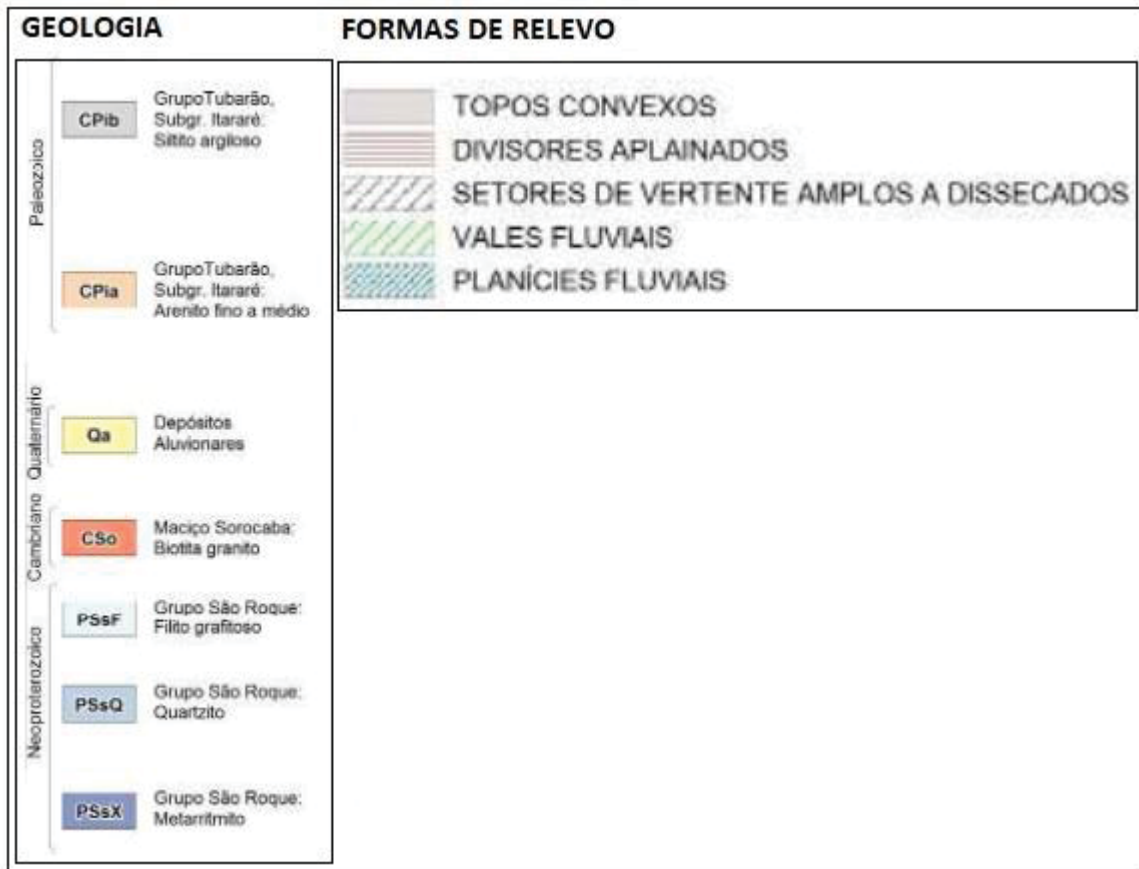 GEOLOGIA
Paleozóico
CPib
GrupoTubarão,
Subgr. Itararé:
Siltito argiloso
CPia
GrupoTubarão,
Subgr. Itararé:
Arenito fino a médio
Quaternário
Qa
Depósitos
Aluvionares
Cambriano
CSo
Maciço Sorocaba:
Biotita granito
Neoproterozóico
PSsF
Grupo São Roque:
Filito grafitoso
PSsQ
Grupo São Roque:
Quartzito
PSsX
Grupo São Roque:
Metarritmito
FORMAS DE RELEVO
TOPOS CONVEXOS
DIVISORES APLAINADOS
SETORES DE VERTENTE AMPLOS A DISSECADOS
VALES FLUVIAIS
PLANÍCIES FLUVIAIS